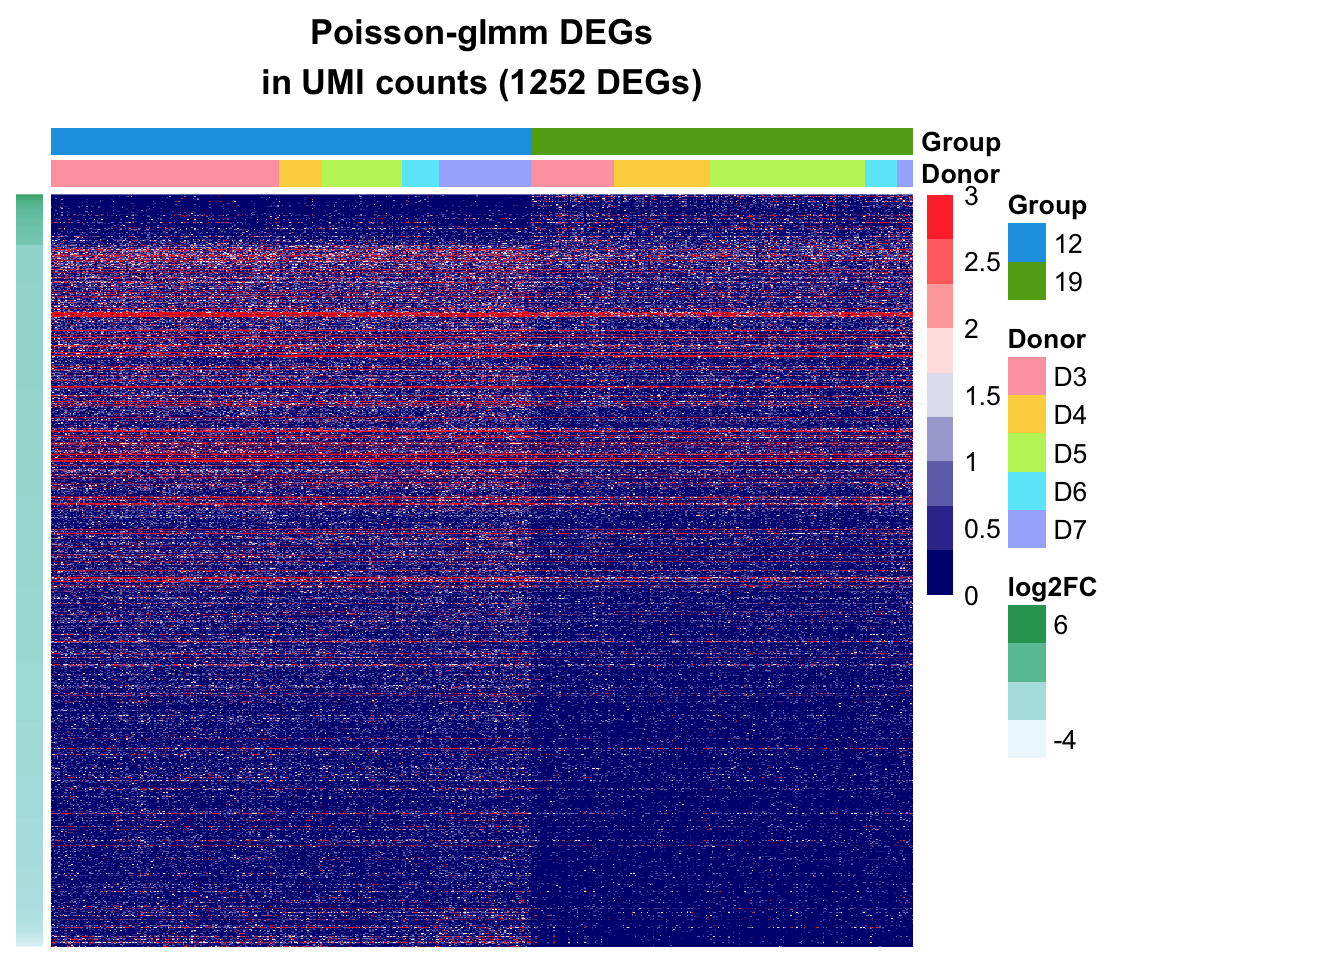 Poisson-glmm DEGs
in UMI counts (1252 DEGs)
Group
Donor
3
2.5
2
1.5
1
0.5
0
Group
12
19
Donor
D3
D4
D5
D6
D7
log2FC
6
-4